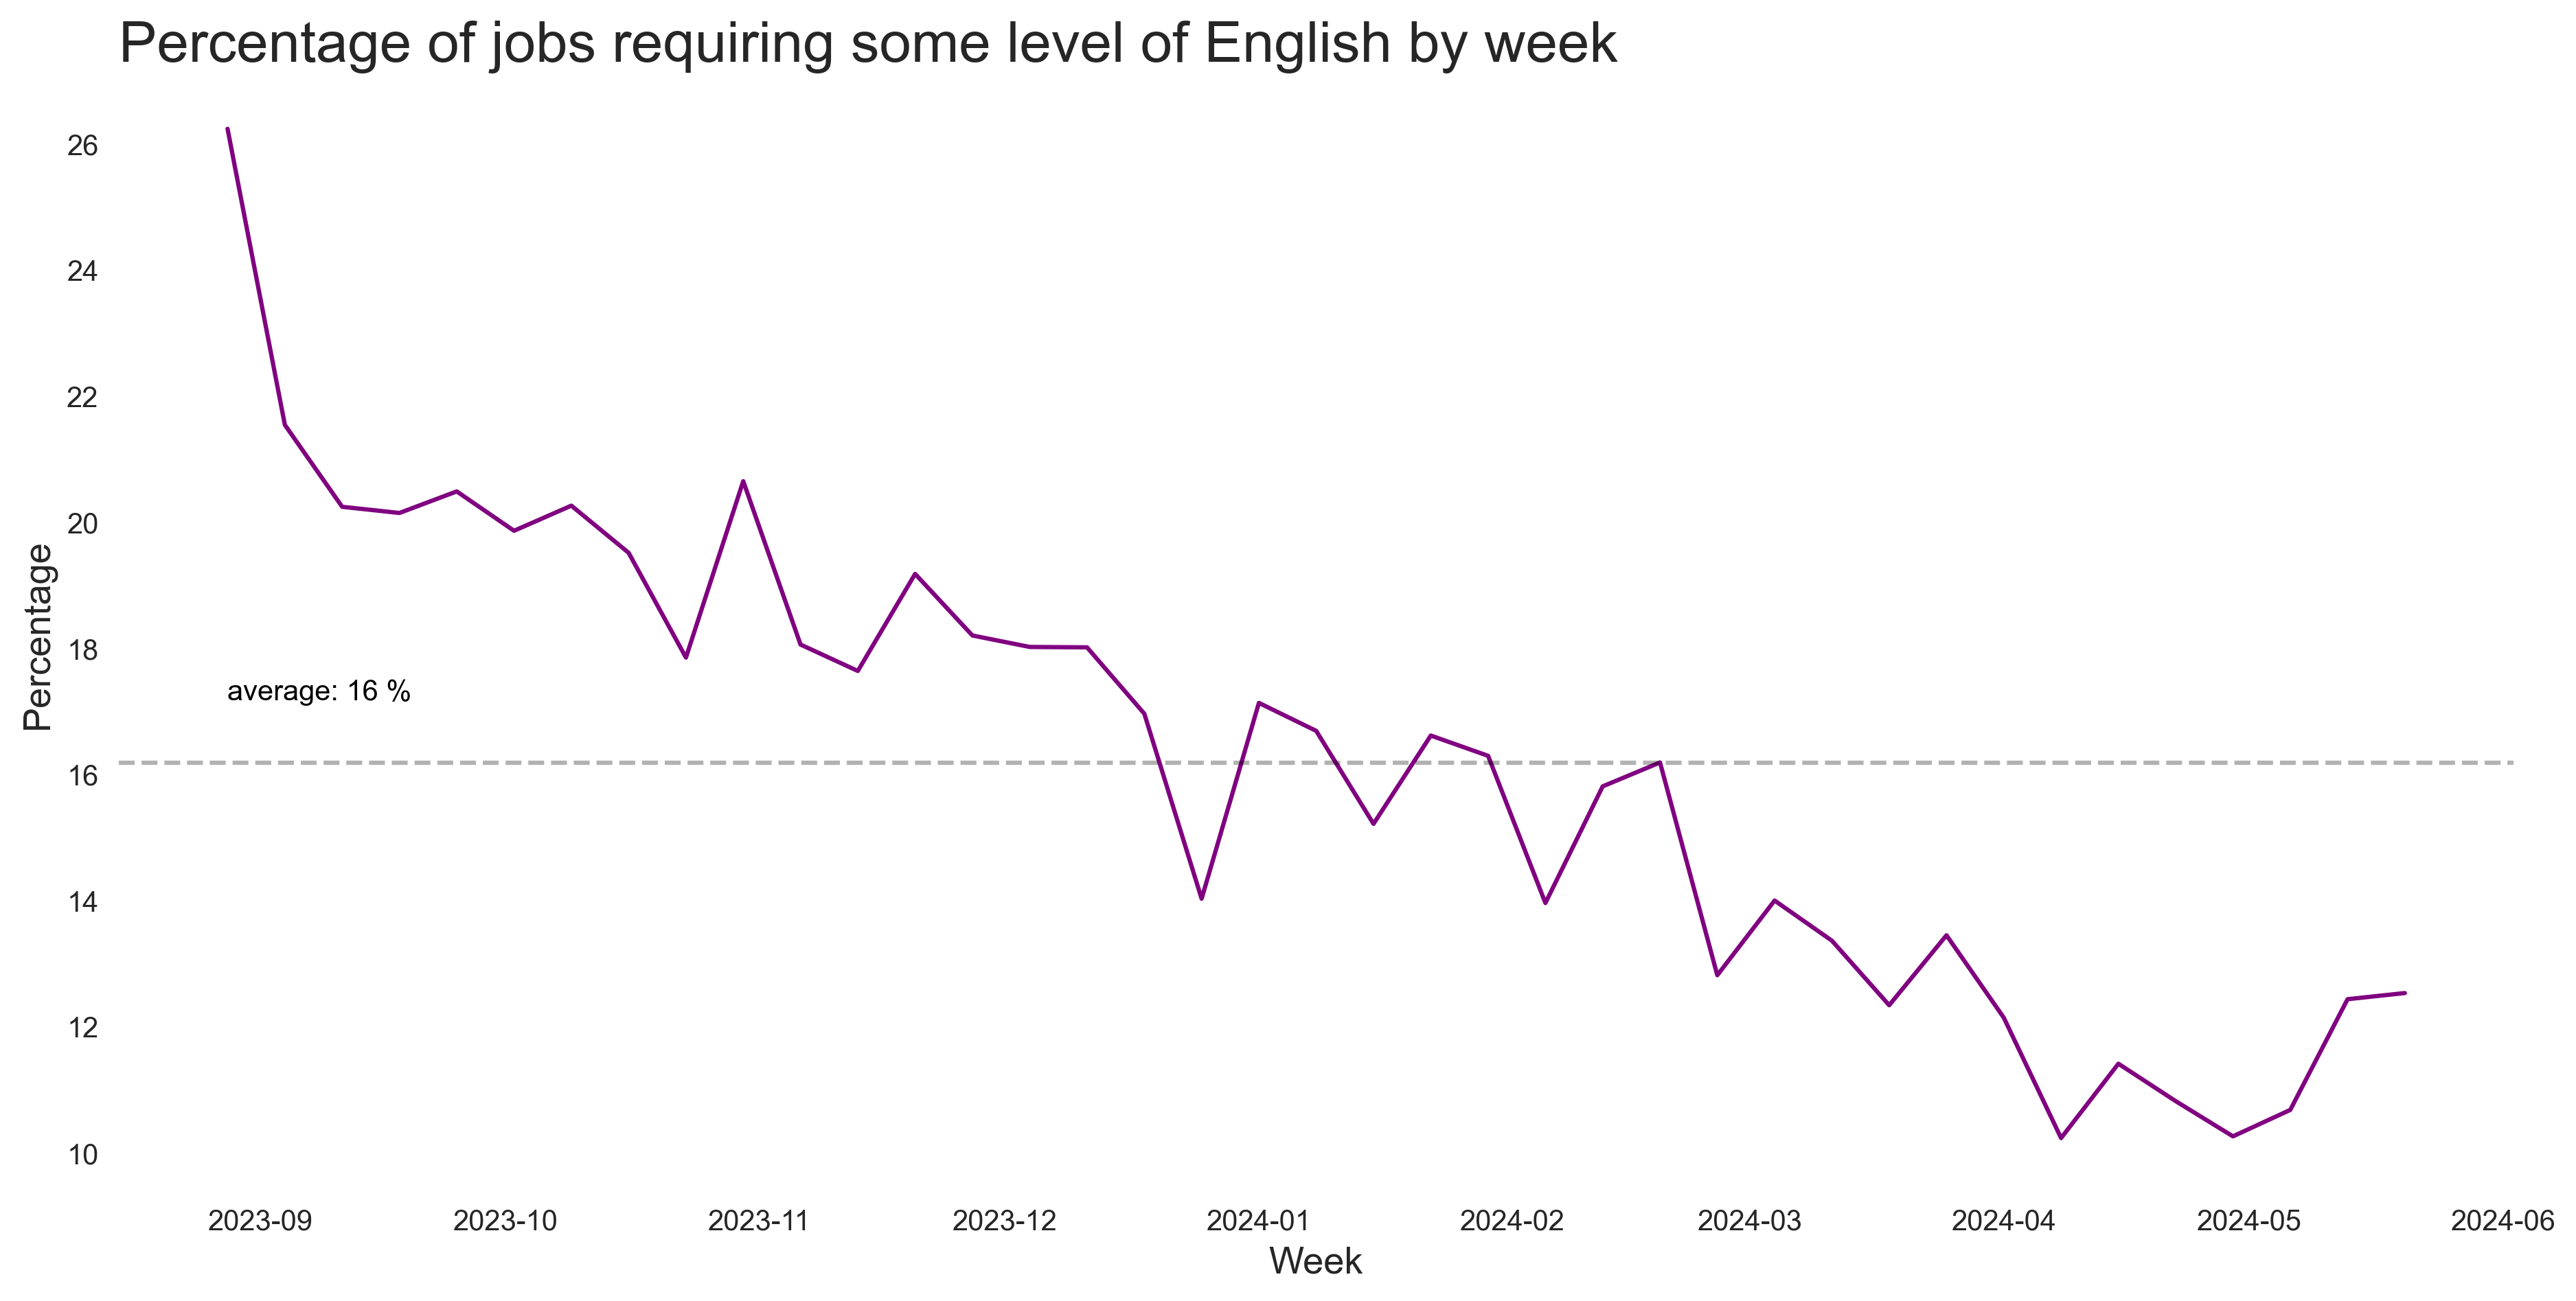 Percentage of jobs requiring some level of English by week
26
24
22
20
18
average: 16 %
16
14
12
10
Percentage
2023-09 2023-10 2023-11 2023-12 2024-01 2024-02 2024-03 2024-04 2024-05 2024-06
Week